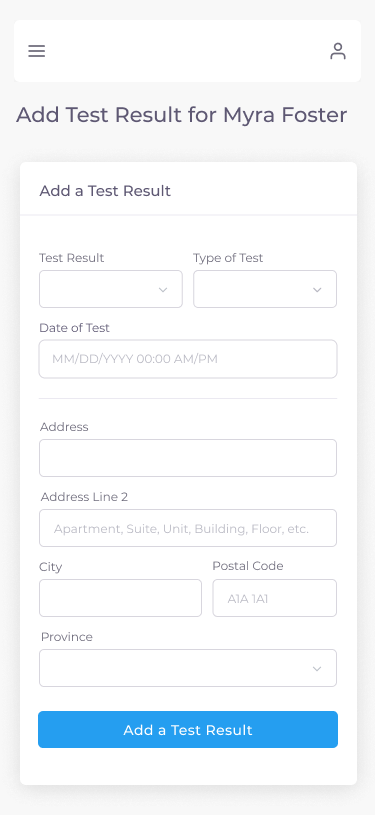 Add Test Result for Myra Foster
Add a Test Result
Test Result
Type of Test
Date of Test
MM/DD/YYYY 00:00 AM/PM
Address
Address Line 2
Apartment, Suite, Unit, Building, Floor, etc.
City
Postal Code
A1A 1A1
Province
Add a Test Result